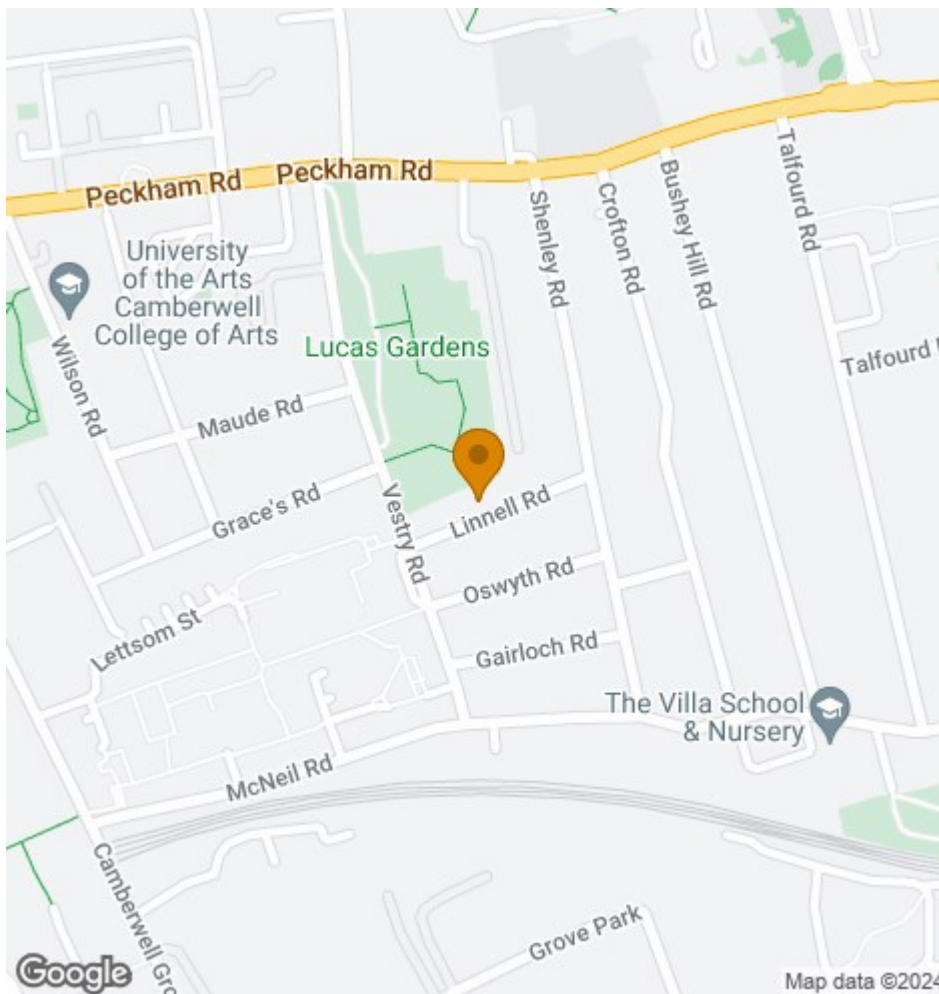 Peckham Rd
Peckham Rd
Talfourd Rd
Bushey Hill Rd
Crofton Rd
Shenley Rd
University
of the Arts
Camberwell
College of Arts
Lucas Gardens
Wilson Rd
Maude Rd
Talfourd
Grace's Rd
Vestry Rd
Linnell Rd
Oswyth Rd
Lettsom St
Gairloch Rd
The Villa School
& Nursery
McNeil Rd
Camberwell Gro
Grove Park
Google
Map data ©2024